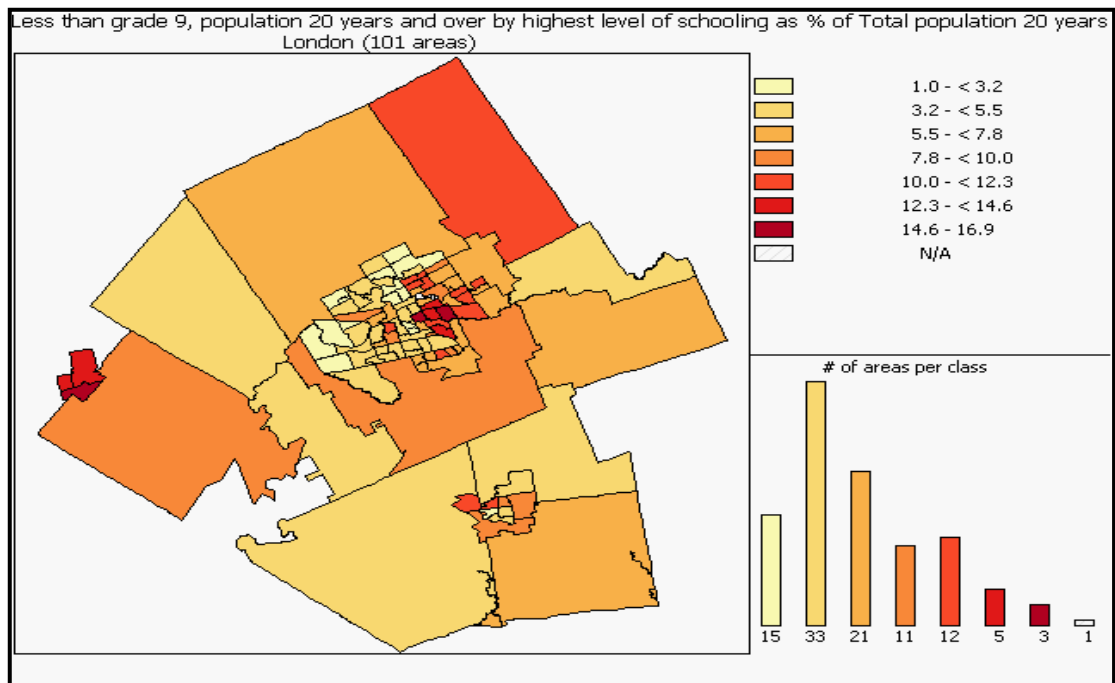 Less than grade 9, population 20 years and over by highest level of schooling as % of Total population 20 years
London (101 areas)
1.0 - < 3.2
3.2 - < 5.5
5.5 - < 7.8
7.8 - < 10.0
10.0 - < 12.3
12.3 - < 14.6
14.6 - 16.9
N/A
# of areas per class
15 33 21 11 12 5 3 1